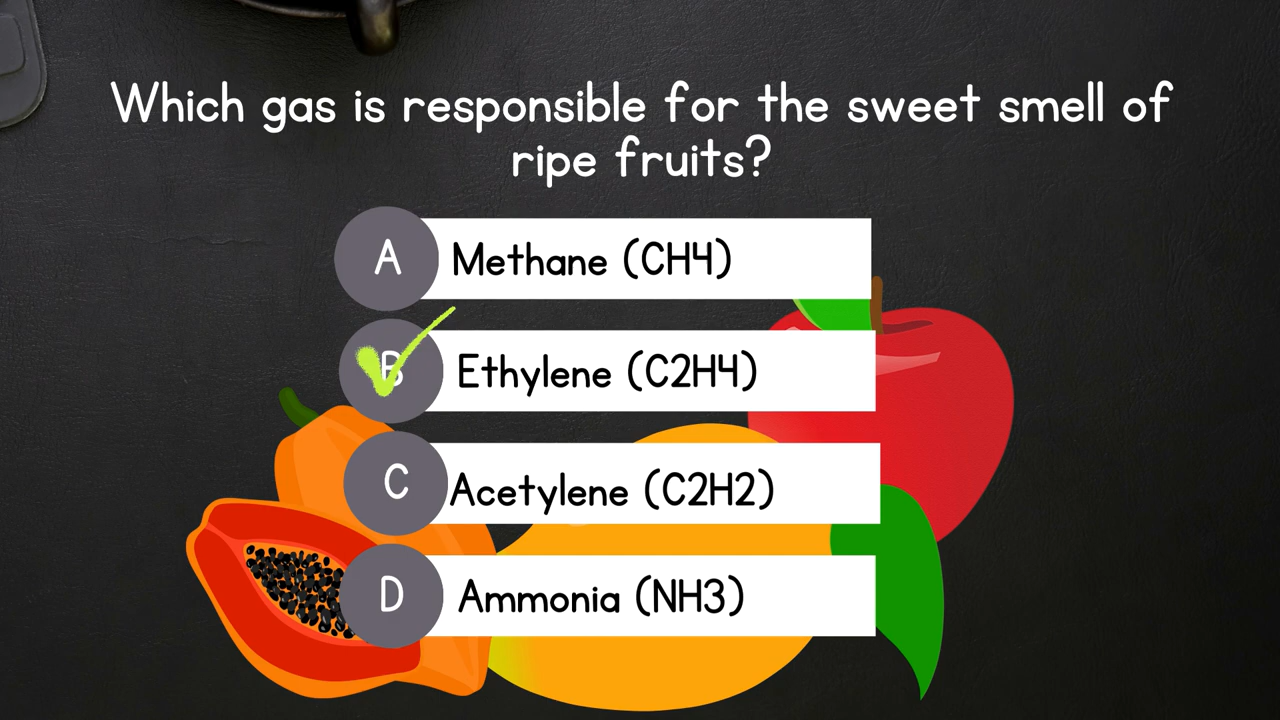 Which gas is responsible for the sweet smell of
ripe fruits?
A Methane (CH4)
B Ethylene (C2H4)
C Acetylene (C2H2)
D Ammonia (NH3)